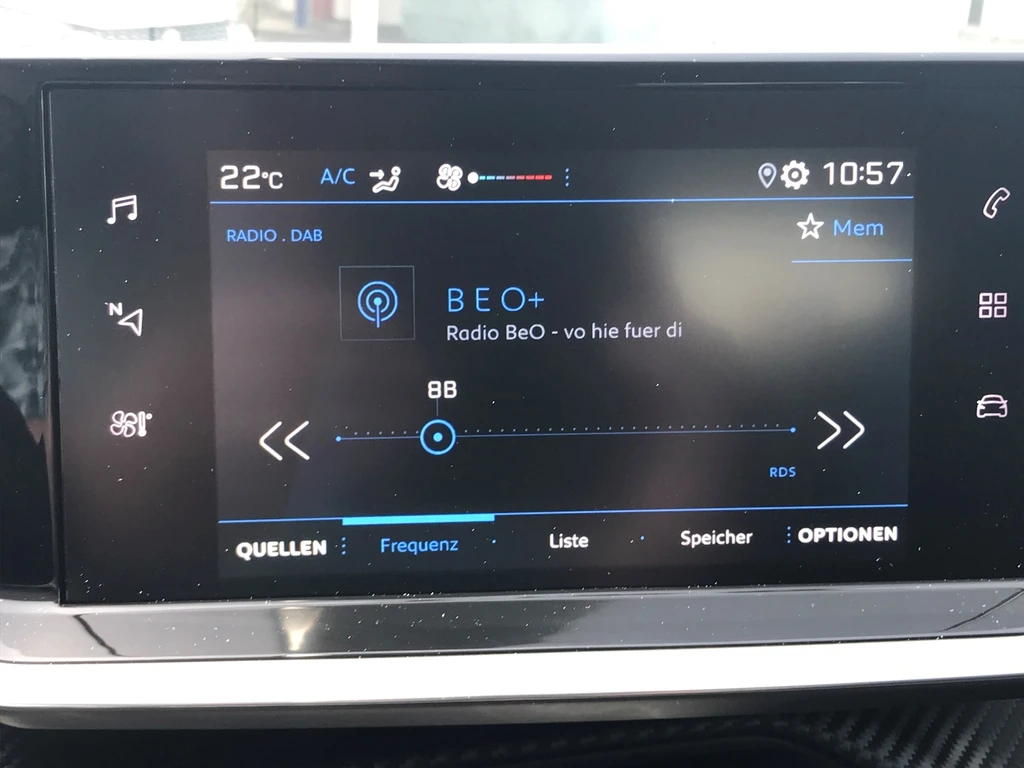 22°C A/C 10:57
RADIO . DAB
Mem
B E O+
Radio BeO - vo hie fuer di
N
8B
RDS
QUELLEN Frequenz Liste Speicher OPTIONEN